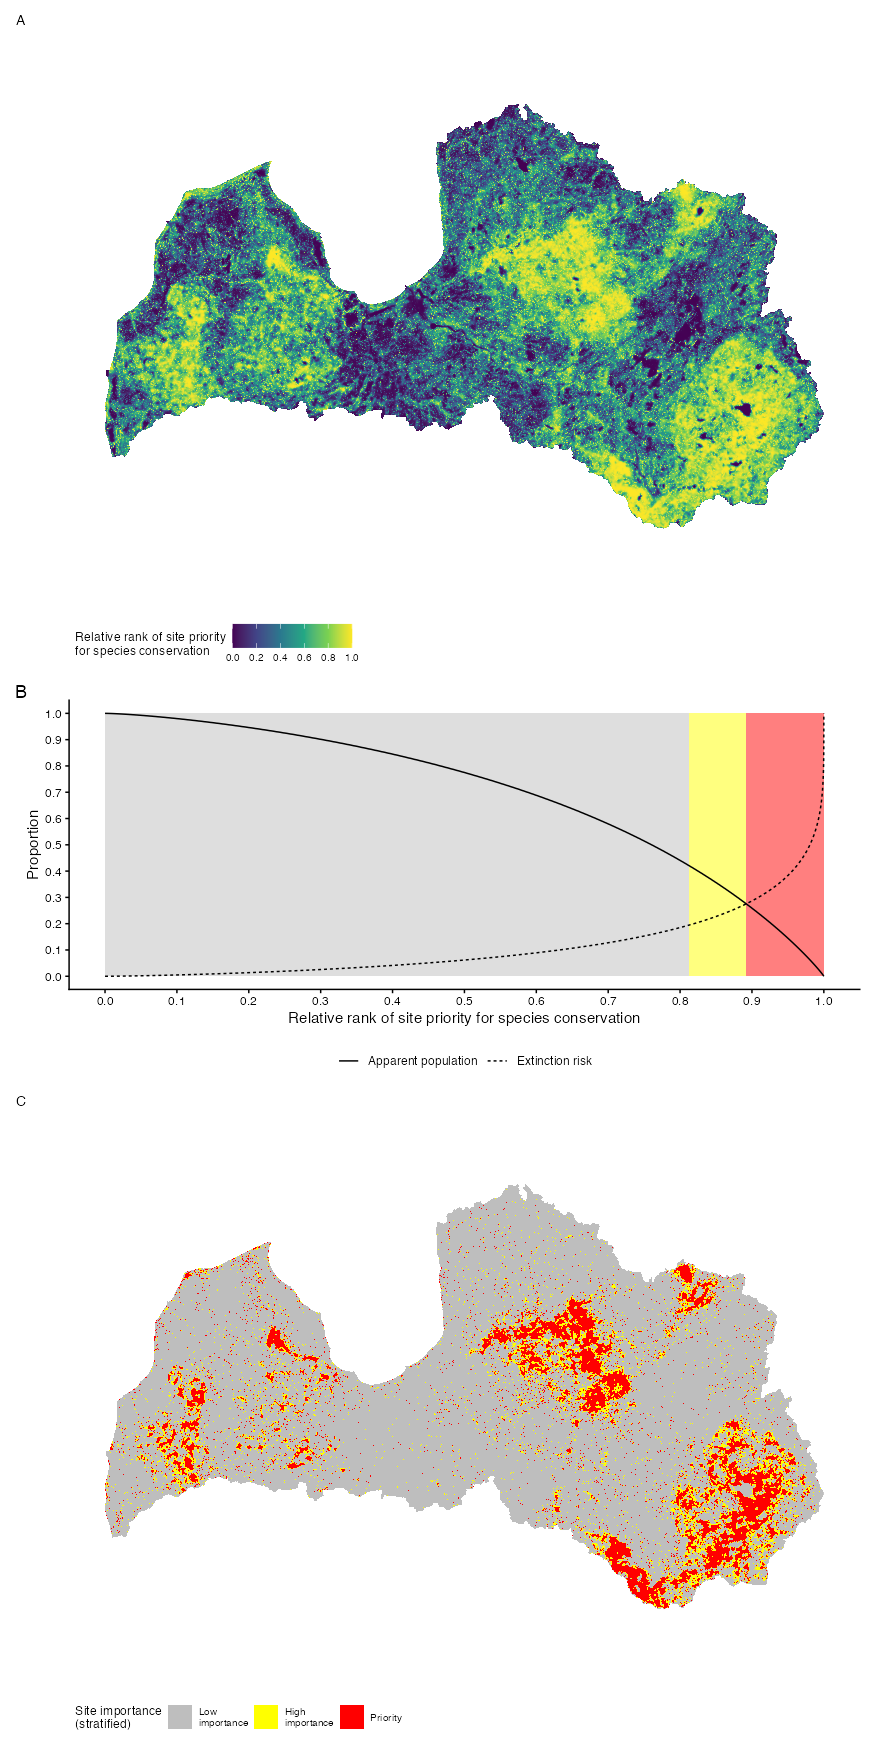 A
Relative rank of site priority
for species conservation
0.0 0.2 0.4 0.6 0.8 1.0
B
1.0
0.9
0.8
0.7
0.6
0.5
0.4
0.3
0.2
0.1
0.0
Proportion
0.0 0.1 0.2 0.3 0.4 0.5 0.6 0.7 0.8 0.9 1.0
Relative rank of site priority for species conservation
Apparent population Extinction risk
C
Site importance
(stratified)
Low
importance
High
importance
Priority